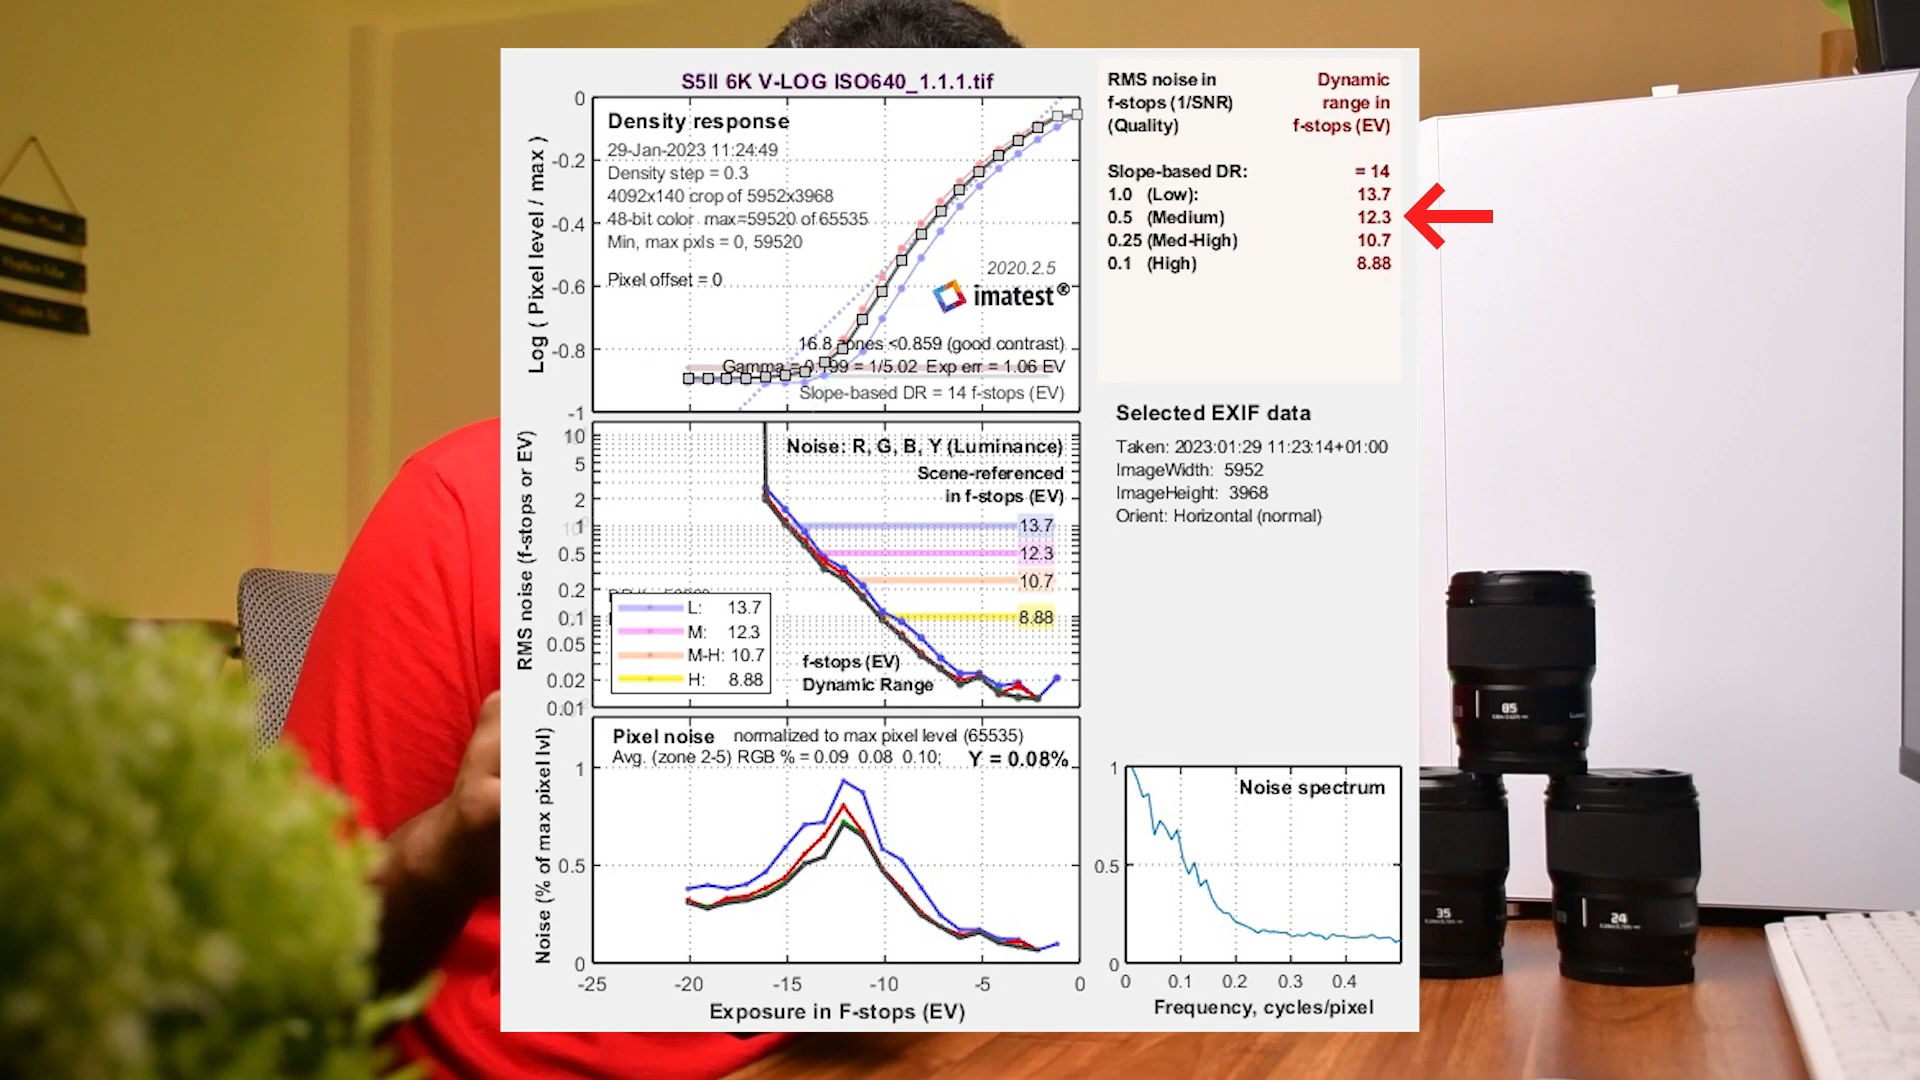 S5II 6K V-LOG ISO640_1.1.1.tif
Density response
29-Jan-2023 11:24:49
Density step = 0.3
4092x140 crop of 5952x3968
48-bit color max=59520 of 65535
Min, max pxls = 0, 59520
Pixel offset = 0
2020.2.5
imatest®
16.8 zones <0.859 (good contrast)
Gamma = 0.199 = 1/5.02 Exp err = 1.06 EV
Slope-based DR = 14 f-stops (EV)
Log ( Pixel level / max )
0
-0.2
-0.4
-0.6
-0.8
-1
RMS noise in
f-stops (1/SNR)
(Quality)
Dynamic
range in
f-stops (EV)
Slope-based DR: = 14
1.0 (Low): 13.7
0.5 (Medium) 12.3
0.25 (Med-High) 10.7
0.1 (High) 8.88
Selected EXIF data
Taken: 2023:01:29 11:23:14+01:00
ImageWidth: 5952
ImageHeight: 3968
Orient: Horizontal (normal)
RMS noise (f-stops or EV)
10
5
2
1
0.5
0.2
0.1
0.05
0.02
0.01
Noise: R, G, B, Y (Luminance)
Scene-referenced
in f-stops (EV)
13.7
12.3
10.7
8.88
L: 13.7
M: 12.3
M-H: 10.7
H: 8.88
f-stops (EV)
Dynamic Range
Noise (% of max pixel lvl)
1
0.5
0
Pixel noise normalized to max pixel level (65535)
Avg. (zone 2-5) RGB % = 0.09 0.08 0.10; Y = 0.08%
-25 -20 -15 -10 -5 0
Exposure in F-stops (EV)
Noise spectrum
1
0.5
0
0 0.1 0.2 0.3 0.4
Frequency, cycles/pixel
85
35
24